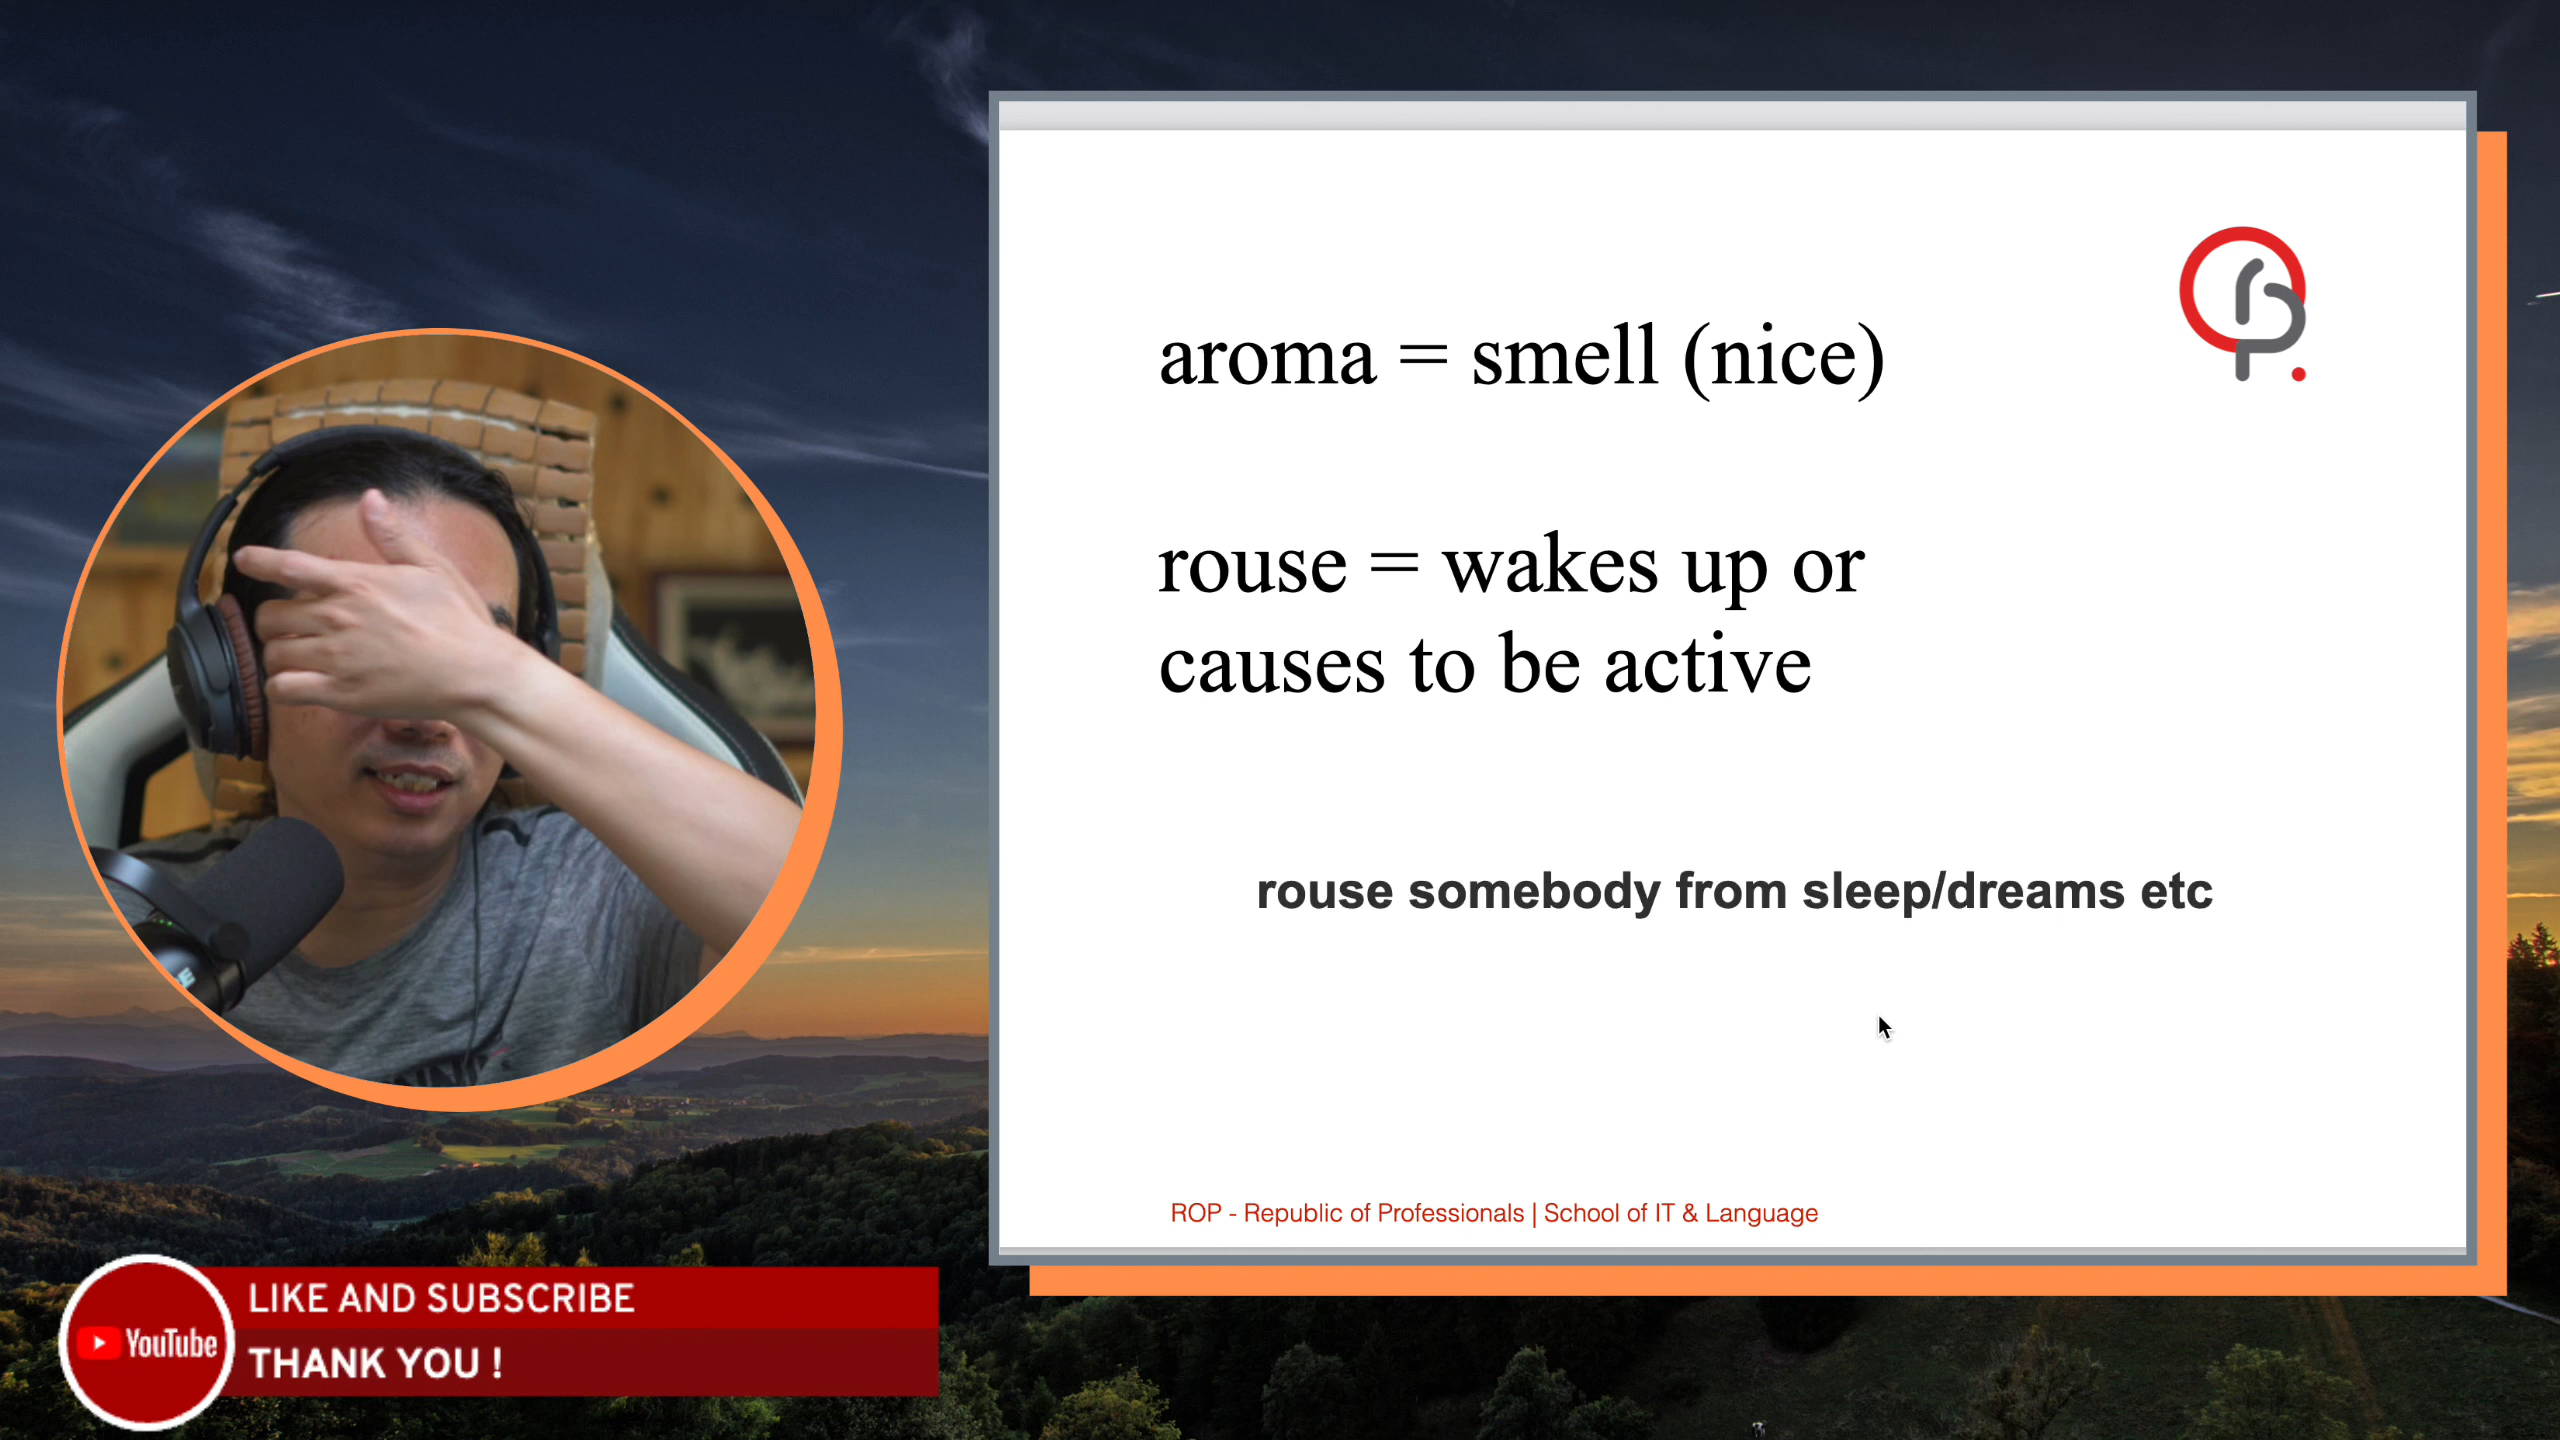 aroma = smell (nice)
rouse = wakes up or
causes to be active
rouse somebody from sleep/dreams etc
ROP - Republic of Professionals | School of IT & Language
LIKE AND SUBSCRIBE
YouTube
THANK YOU !